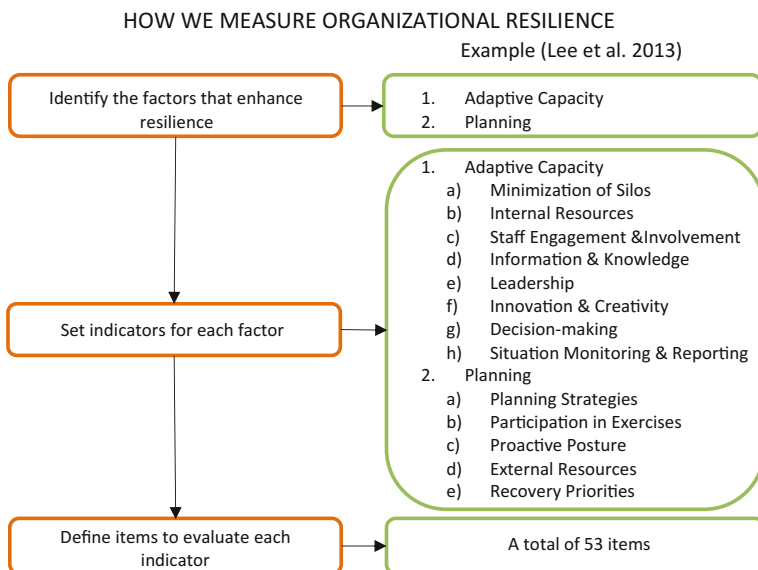 HOW WE MEASURE ORGANIZATIONAL RESILIENCE
Example (Lee et al. 2013)
Identify the factors that enhance
resilience
1. Adaptive Capacity
2. Planning
Set indicators for each factor
1. Adaptive Capacity
a) Minimization of Silos
b) Internal Resources
c) Staff Engagement &Involvement
d) Information & Knowledge
e) Leadership
f) Innovation & Creativity
g) Decision-making
h) Situation Monitoring & Reporting
2. Planning
a) Planning Strategies
b) Participation in Exercises
c) Proactive Posture
d) External Resources
e) Recovery Priorities
Define items to evaluate each
indicator
A total of 53 items